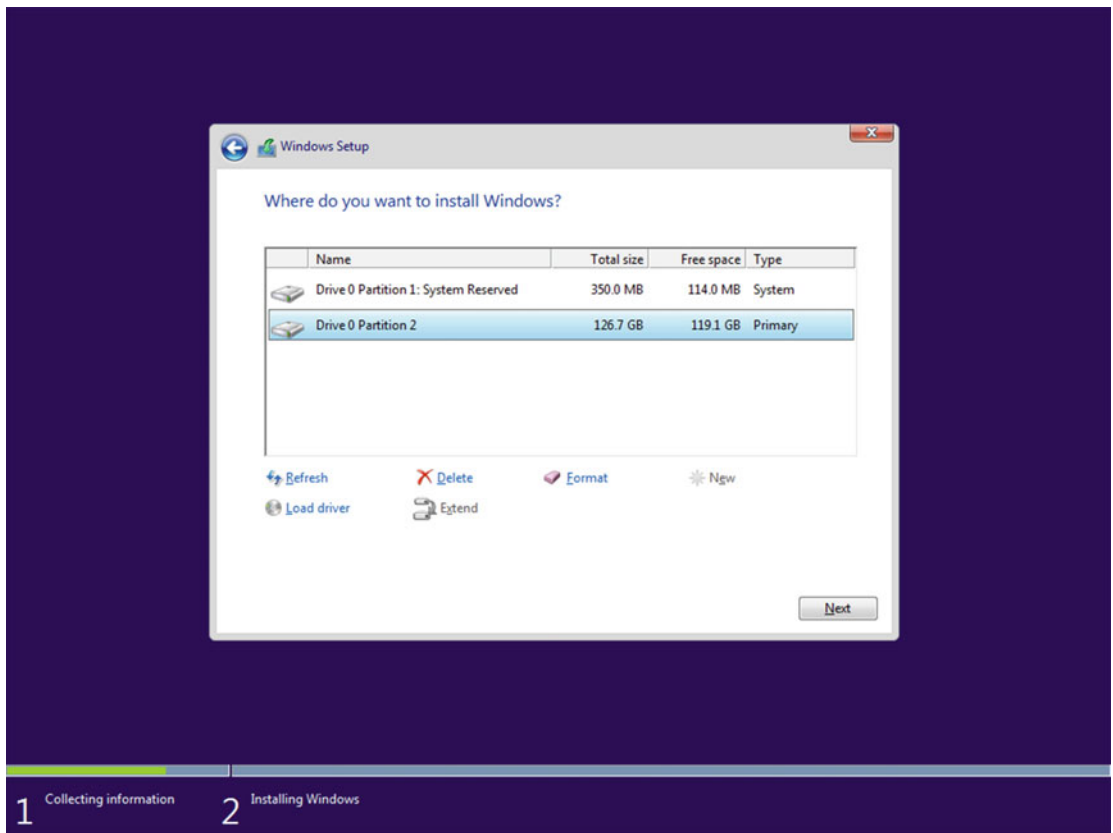 Windows Setup
Where do you want to install Windows?
Name Total size Free space Type
Drive 0 Partition 1: System Reserved 350.0 MB 114.0 MB System
Drive 0 Partition 2 126.7 GB 119.1 GB Primary
Refresh Delete Format New
Load driver Extend
Next
1 Collecting information 2 Installing Windows